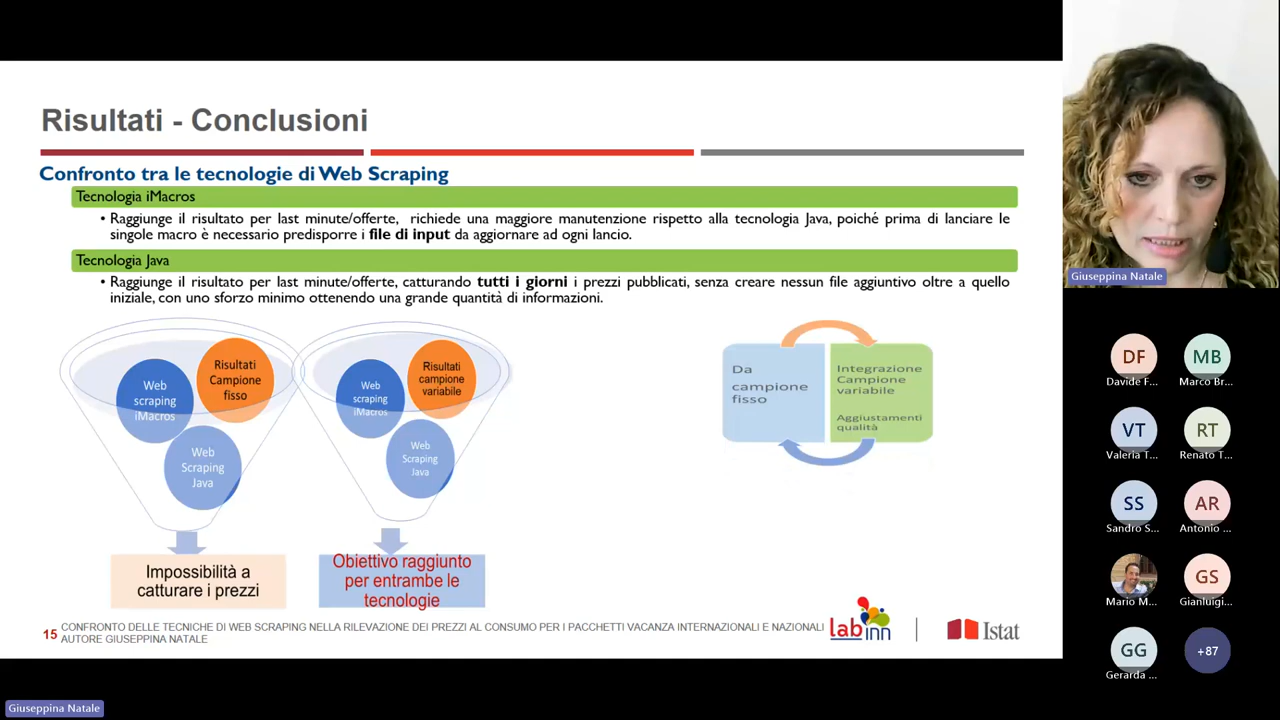 Risultati - Conclusioni
Confronto tra le tecnologie di Web Scraping
Tecnologia iMacros
• Raggiunge il risultato per last minute/offerte, richiede una maggiore manutenzione rispetto alla tecnologia Java, poiché prima di lanciare le
singole macro è necessario predisporre i file di input da aggiornare ad ogni lancio.
Tecnologia Java
• Raggiunge il risultato per last minute/offerte, catturando tutti i giorni i prezzi pubblicati, senza creare nessun file aggiuntivo oltre a quello
iniziale, con uno sforzo minimo ottenendo una grande quantità di informazioni.
Web
scraping
iMacros
Risultati
Campione
fisso
Web
Scraping
Java
Impossibilità a
catturare i prezzi
Web
scraping
iMacros
Risultati
campione
variabile
Web
Scraping
Java
Obiettivo raggiunto
per entrambe le
tecnologie
Da
campione
fisso
Integrazione
Campione
variabile
Aggiustamenti
qualità
15
CONFRONTO DELLE TECNICHE DI WEB SCRAPING NELLA RILEVAZIONE DEI PREZZI AL CONSUMO PER I PACCHETTI VACANZA INTERNAZIONALI E NAZIONALI
AUTORE GIUSEPPINA NATALE
lab inn
Istat
Giuseppina Natale
DF
Davide F...
MB
Marco Br...
VT
Valeria T...
RT
Renato T...
SS
Sandro S...
AR
Antonio ...
Mario M...
GS
Gianluigi...
GG
Gerarda ...
+87
Giuseppina Natale